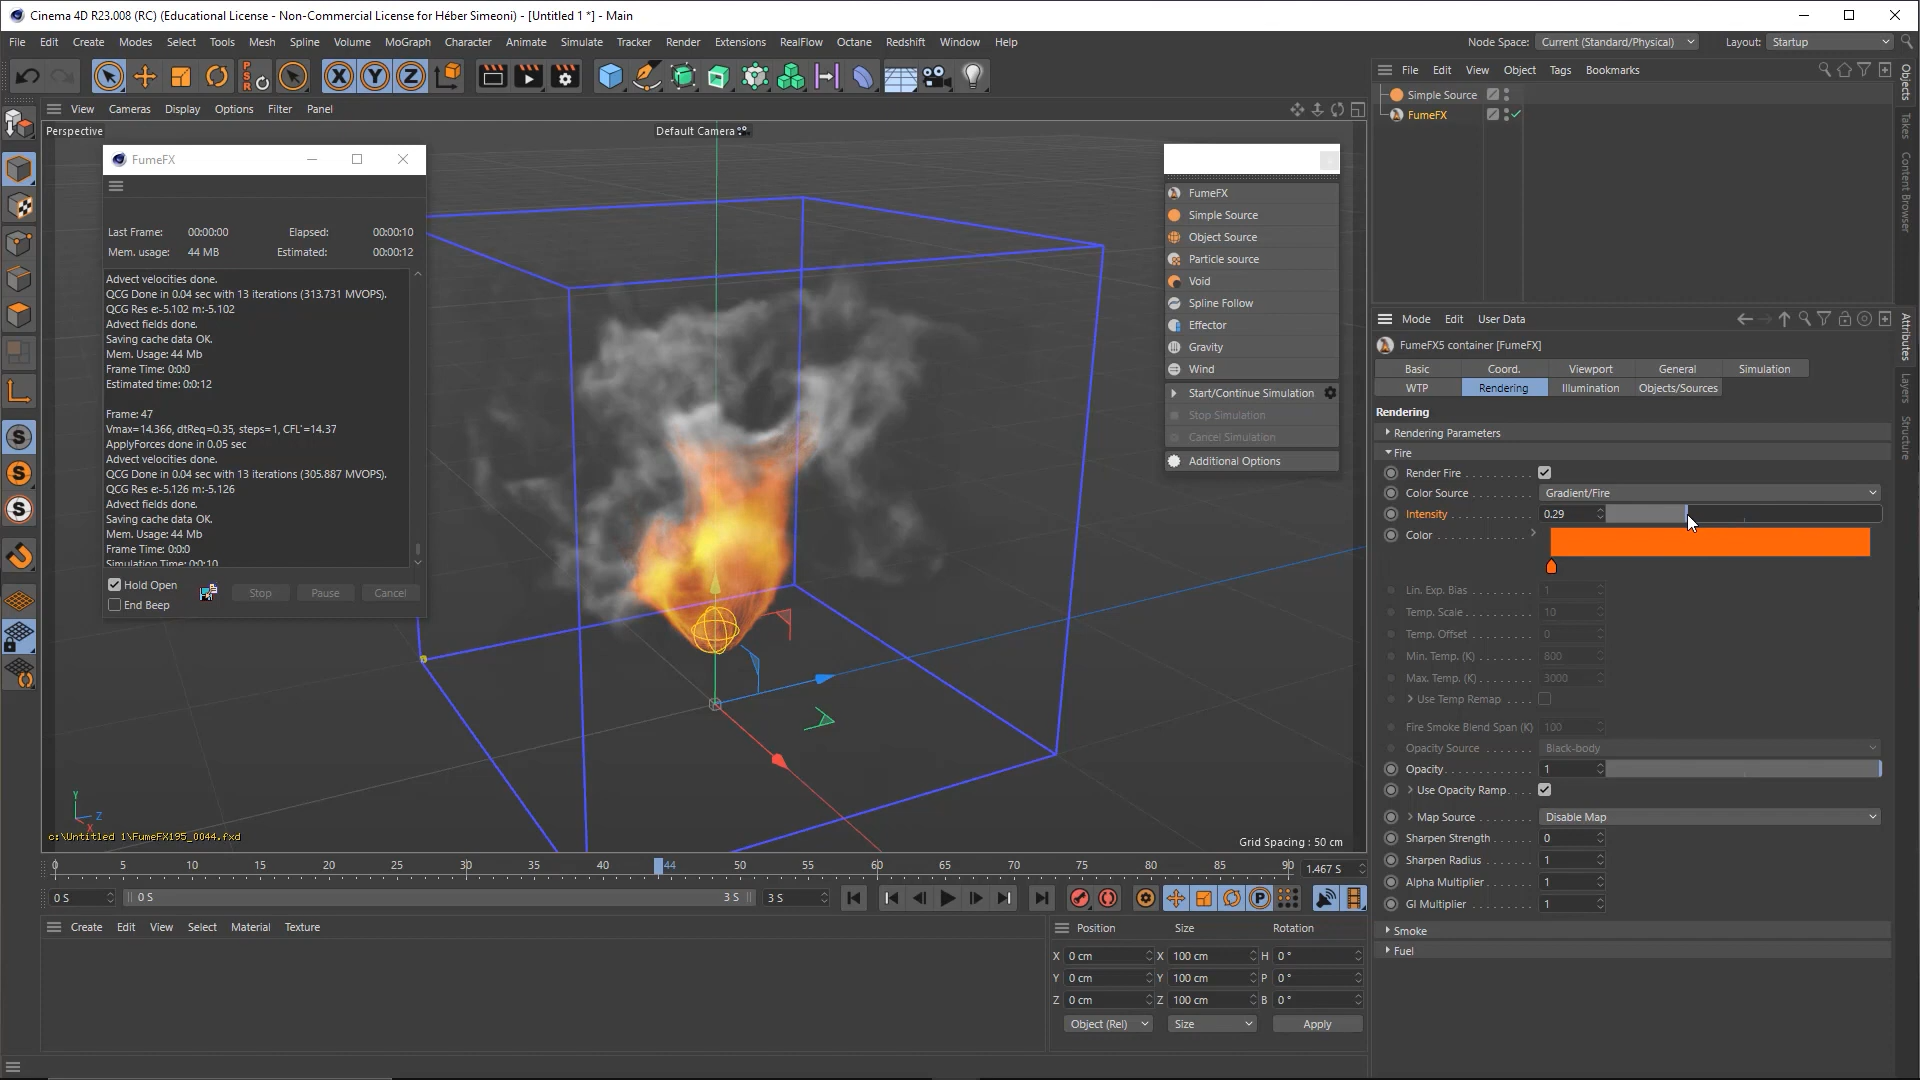 Cinema 4D R23.008 (RC) (Educational License - Non-Commercial License for Héber Simeoni) - [Untitled 1 *] - Main
File Edit Create Modes Select Tools Mesh Spline Volume MoGraph Character Animate Simulate Tracker Render Extensions RealFlow Octane Redshift Window Help
Node Space: Current (Standard/Physical) Layout: Startup
PSR X Y Z
View Cameras Display Options Filter Panel
Perspective
Default Camera
FumeFX
Last Frame: 00:00:00 Elapsed: 00:00:10
Mem. usage: 44 MB Estimated: 00:00:12
Advect velocities done.
QCG Done in 0.04 sec with 13 iterations (313.731 MVOPS).
QCG Res e:-5.102 m:-5.102
Advect fields done.
Saving cache data OK.
Mem. Usage: 44 Mb
Frame Time: 0:0:0
Estimated time: 0:0:12
Frame: 47
Vmax=14.366, dtReq=0.35, steps=1, CFL'=14.37
ApplyForces done in 0.05 sec
Advect velocities done.
QCG Done in 0.04 sec with 13 iterations (305.887 MVOPS).
QCG Res e:-5.126 m:-5.126
Advect fields done.
Saving cache data OK.
Mem. Usage: 44 Mb
Frame Time: 0:0:0
Simulation Time: 0:0:10
Hold Open Stop Pause Cancel
End Beep
FumeFX
Simple Source
Object Source
Particle source
Void
Spline Follow
Effector
Gravity
Wind
Start/Continue Simulation
Stop Simulation
Cancel Simulation
Additional Options
Y
Z
X
c:\Untitled 1\FumeFX195_0044.fxd
Grid Spacing : 50 cm
0 5 10 15 20 25 30 35 40 44 50 55 60 65 70 75 80 85 90 1.467 S
0 S 0 S 3 S 3 S
P
Create Edit View Select Material Texture
Position Size Rotation
X 0 cm X 100 cm H 0 °
Y 0 cm Y 100 cm P 0 °
Z 0 cm Z 100 cm B 0 °
Object (Rel) Size Apply
File Edit View Object Tags Bookmarks
Simple Source
FumeFX
Objects
Takes
Content Browser
Mode Edit User Data
FumeFX5 container [FumeFX]
Basic Coord. Viewport General Simulation
WTP Rendering Illumination Objects/Sources
Rendering
Rendering Parameters
Fire
Render Fire
Color Source Gradient/Fire
Intensity 0.29
Color
Lin. Exp. Bias 1
Temp. Scale 10
Temp. Offset 0
Min. Temp. (K) 800
Max. Temp. (K) 3000
Use Temp Remap
Fire Smoke Blend Span (K) 100
Opacity Source Black-body
Opacity 1
Use Opacity Ramp
Map Source Disable Map
Sharpen Strength 0
Sharpen Radius 1
Alpha Multiplier 1
GI Multiplier 1
Smoke
Fuel
Attributes
Layers
Structure